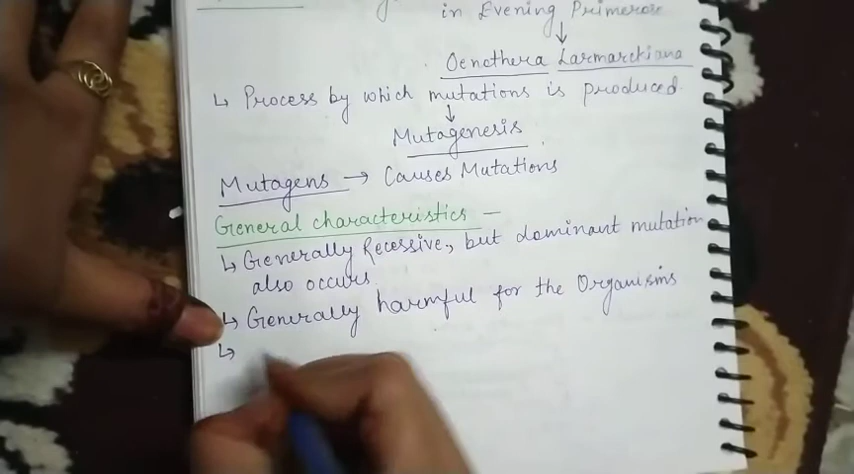 in Evening Primerose
↓
Oenothera Larmarckiana
↳ Process by which mutations is produced
↓
Mutagenesis
Mutagens → Causes Mutations
General characteristics —
↳ Generally Recessive, but dominant mutation
also occurs
↳ Generally harmful for the Organisms
↳